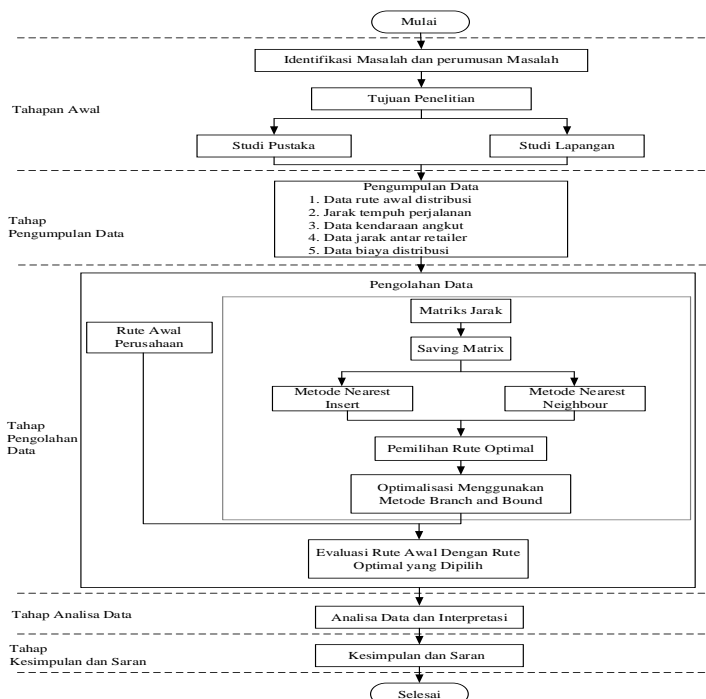 Mulai
Identifikasi Masalah dan perumusan Masalah
Tahapan Awal
Tujuan Penelitian
Studi Pustaka
Studi Lapangan
Tahap
Pengumpulan Data
Pengumpulan Data
1. Data rute awal distribusi
2. Jarak tempuh perjalanan
3. Data kendaraan angkut
4. Data jarak antar retailer
5. Data biaya distribusi
Tahap
Pengolahan
Data
Pengolahan Data
Rute Awal
Perusahaan
Matriks Jarak
Saving Matrix
Metode Nearest
Insert
Metode Nearest
Neighbour
Pemilihan Rute Optimal
Optimalisasi Menggunakan
Metode Branch and Bound
Evaluasi Rute Awal Dengan Rute
Optimal yang Dipilih
Tahap Analisa Data
Analisa Data dan Interpretasi
Tahap
Kesimpulan dan Saran
Kesimpulan dan Saran
Selesai